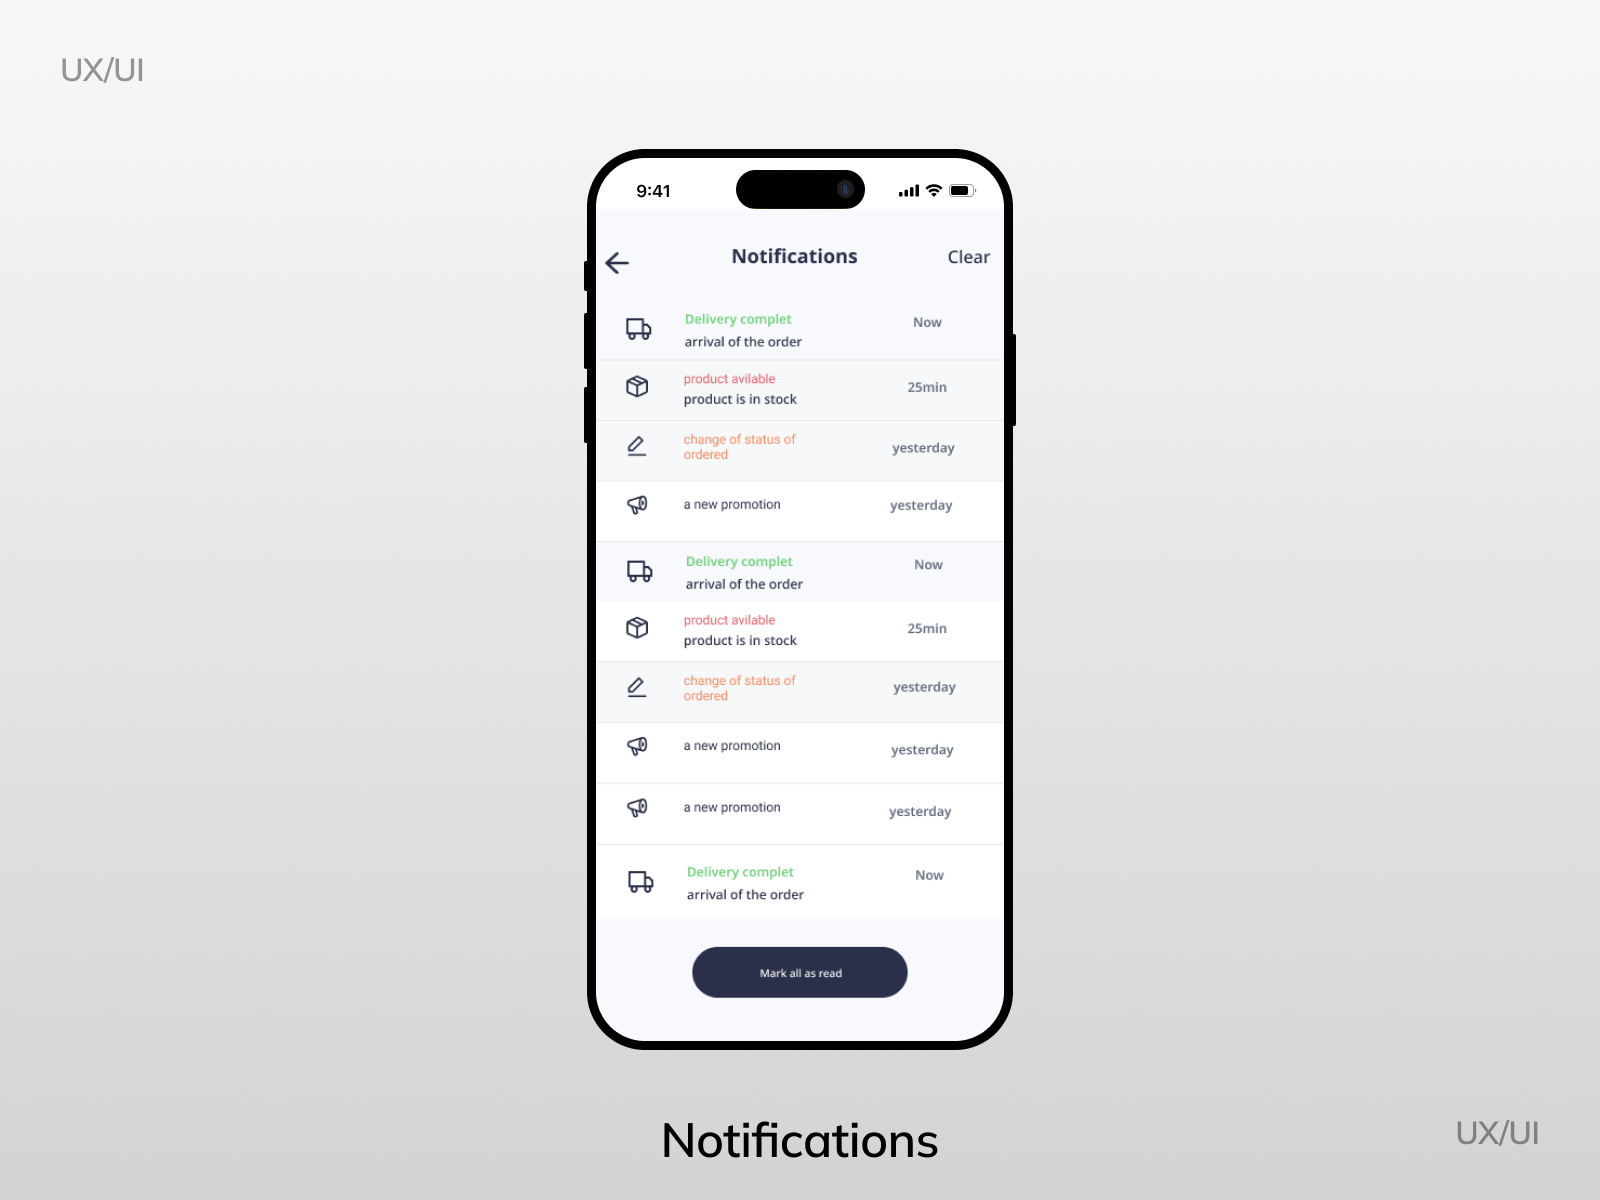 UX/UI
9:41
Notifications
Clear
Delivery complet
Now
arrival of the order
product avilable
25min
product is in stock
change of status of
ordered
yesterday
a new promotion
yesterday
Delivery complet
Now
arrival of the order
product avilable
25min
product is in stock
change of status of
ordered
yesterday
a new promotion
yesterday
a new promotion
yesterday
Delivery complet
Now
arrival of the order
Mark all as read
Notifications
UX/UI